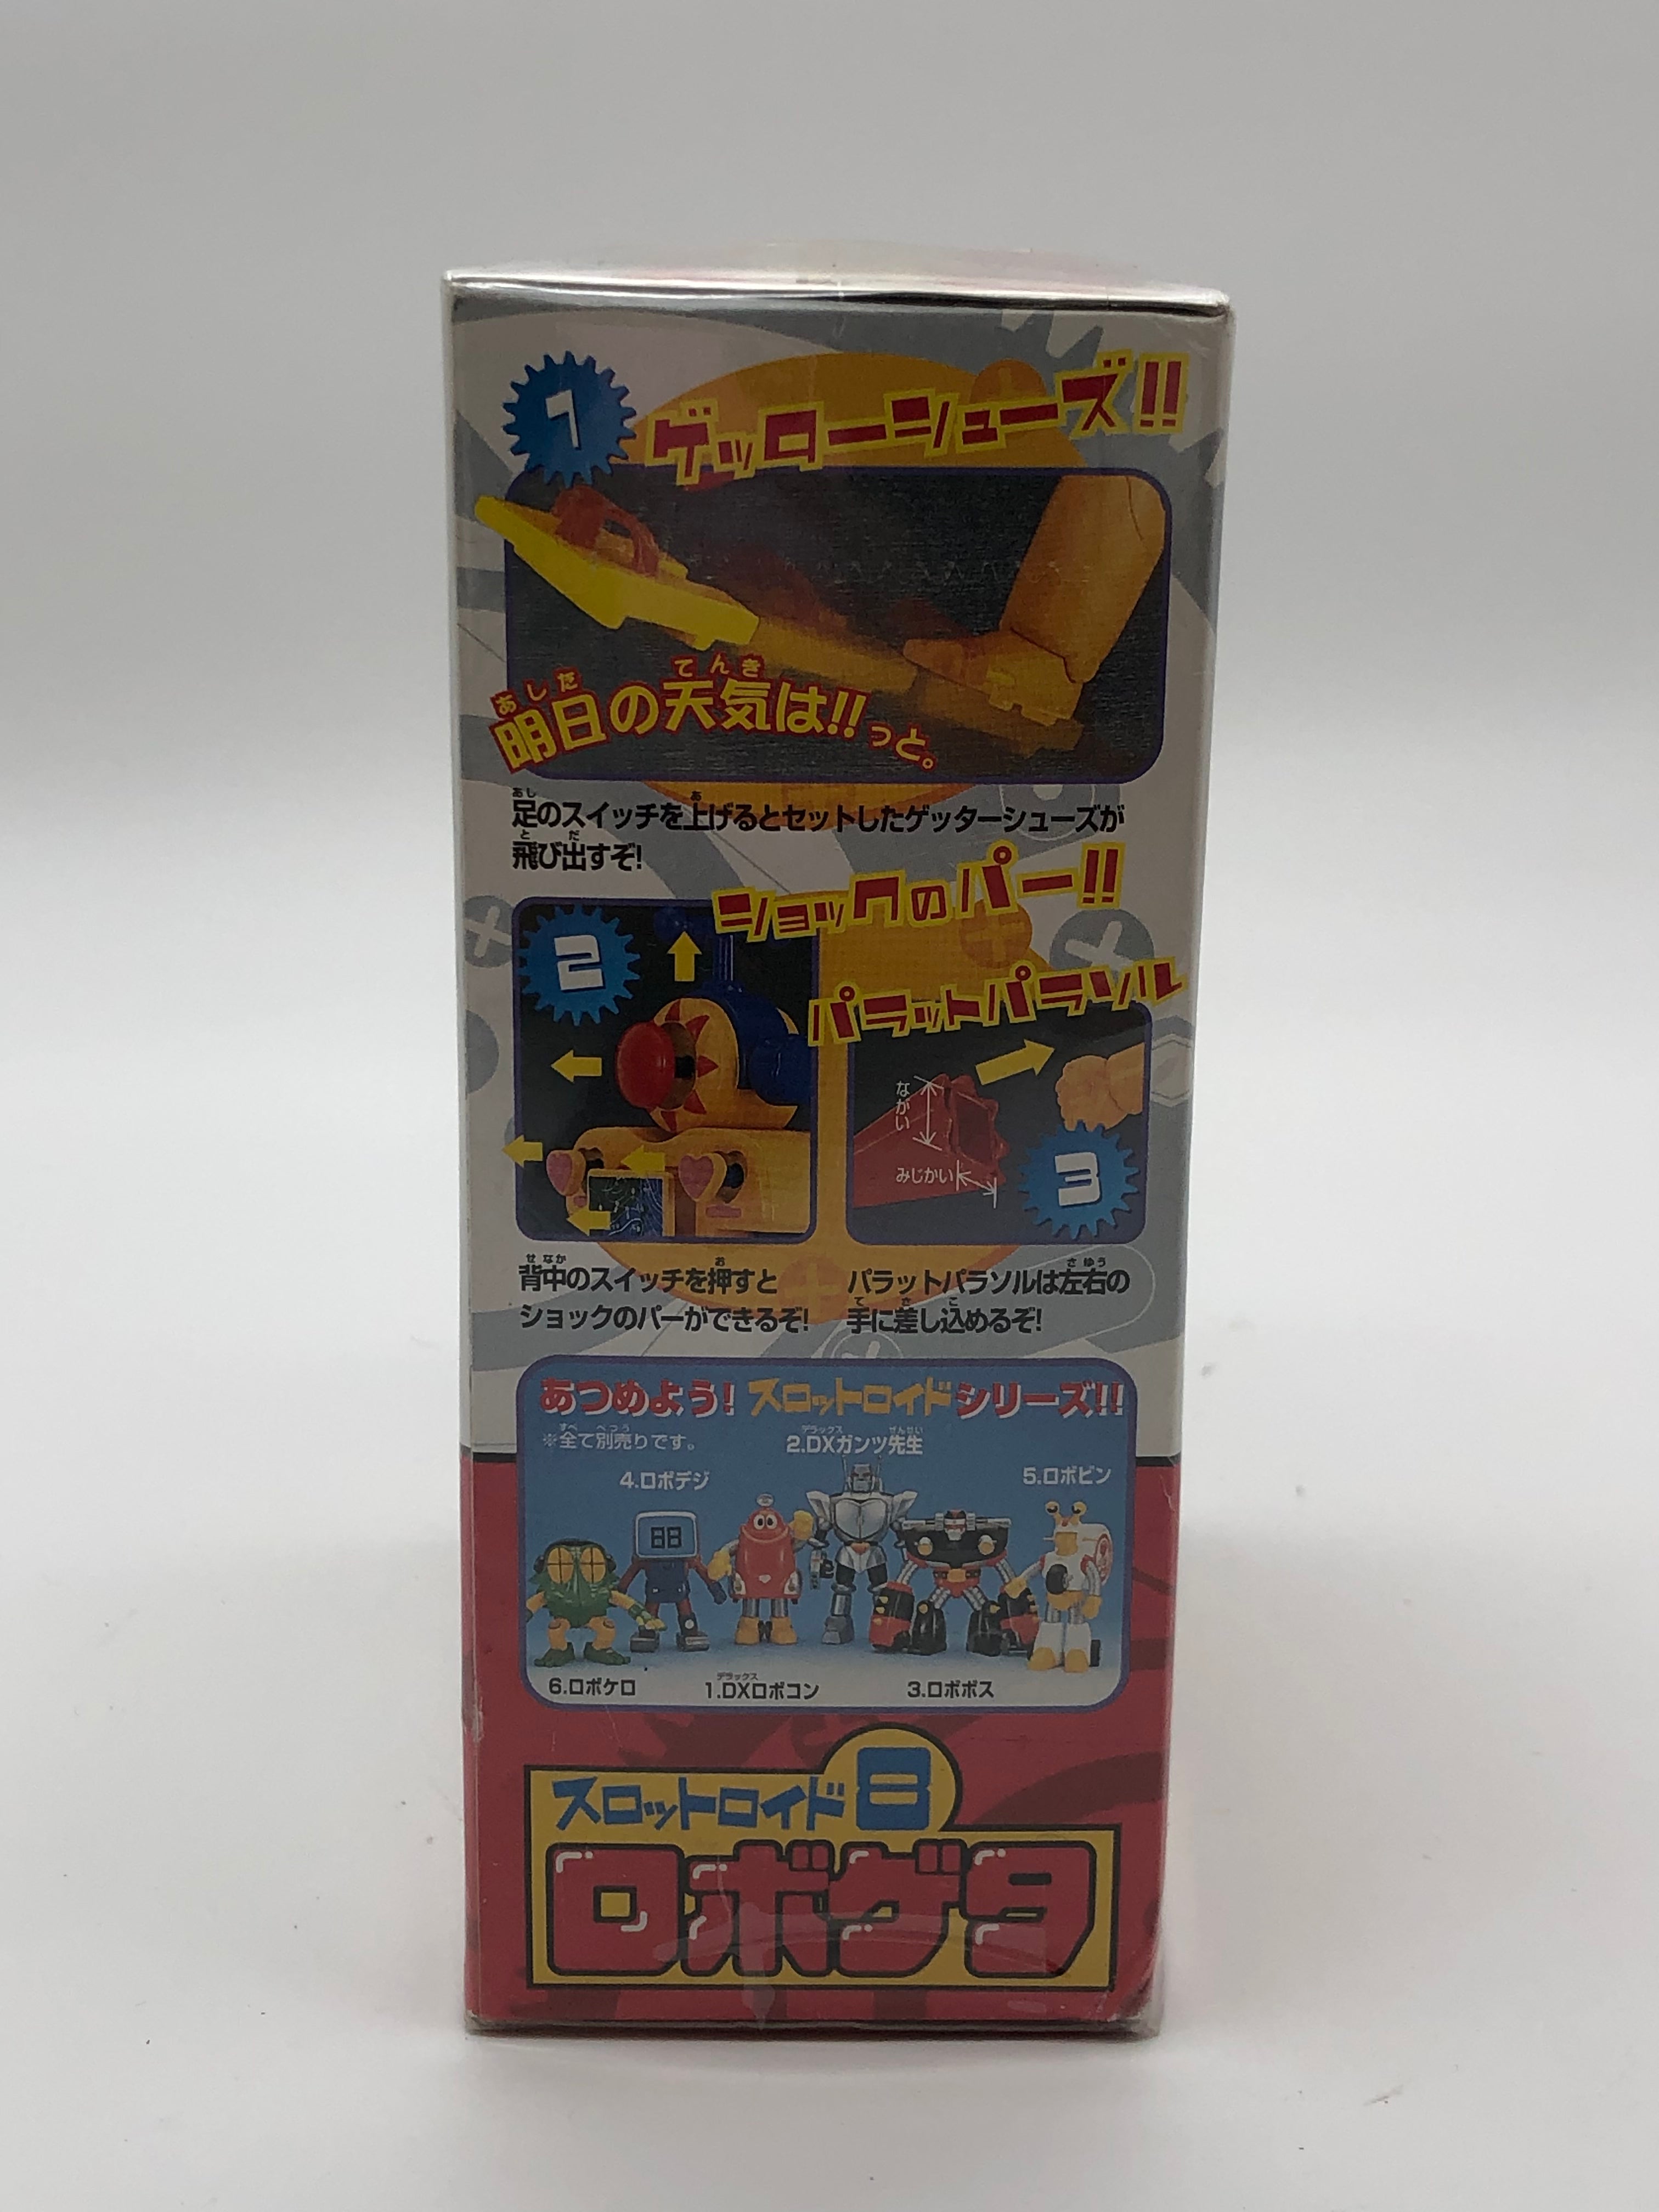 1
ゲッローシューズ!!
明日の天気は!!っと。
足のスイッチを上げるとセットしたゲッターシューズが
飛び出すぞ!
ショックのパー!!
2
パラットパラソル
ながい
みじかい
3
背中のスイッチを押すと
ショックのパーができるぞ!
パラットパラソルは左右の
手に差し込めるぞ!
あつめよう!スロットロイドシリーズ!!
※全て別売りです。
2.DXガンツ先生
4.ロボデジ
5.ロボビン
88
6.ロボケロ
1.DXロボコン
3.ロボボス
スロットロイド8
ロボゲタ